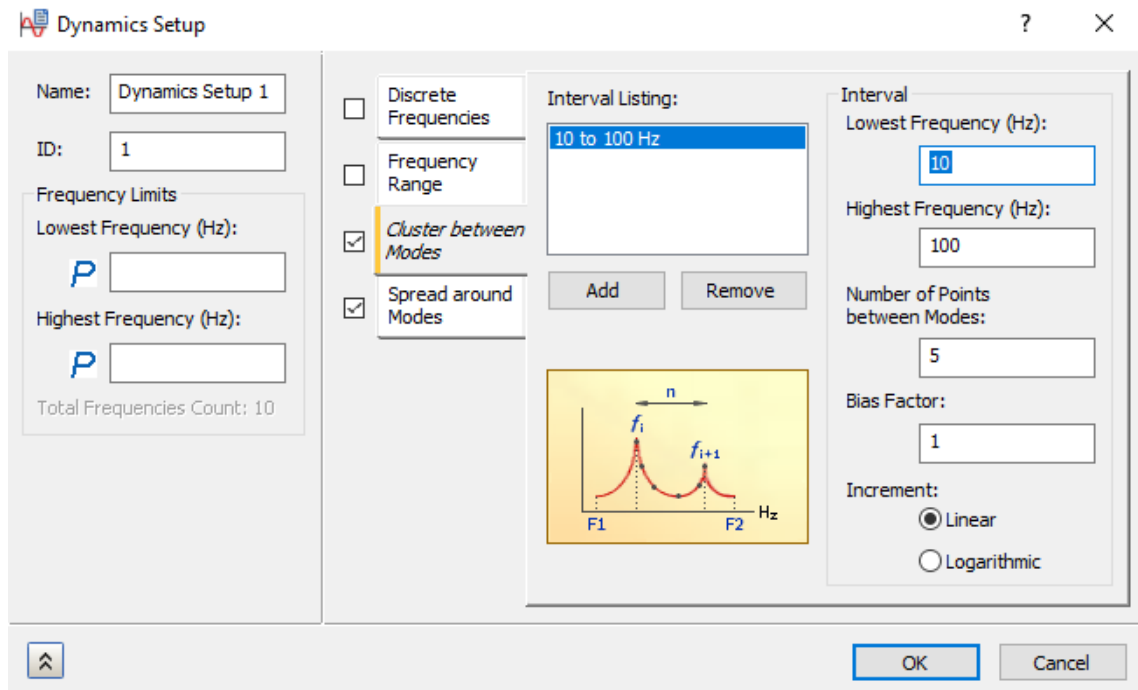 Dynamics Setup
?
Name:
Dynamics Setup 1
ID:
1
Frequency Limits
Lowest Frequency (Hz):
Highest Frequency (Hz):
Total Frequencies Count: 10
Discrete
Frequencies
Frequency
Range
Cluster between
Modes
Spread around
Modes
Interval Listing:
10 to 100 Hz
Add
Remove
n
fi
fi+1
Hz
F1
F2
Interval
Lowest Frequency (Hz):
10
Highest Frequency (Hz):
100
Number of Points
between Modes:
5
Bias Factor:
1
Increment:
Linear
Logarithmic
OK
Cancel